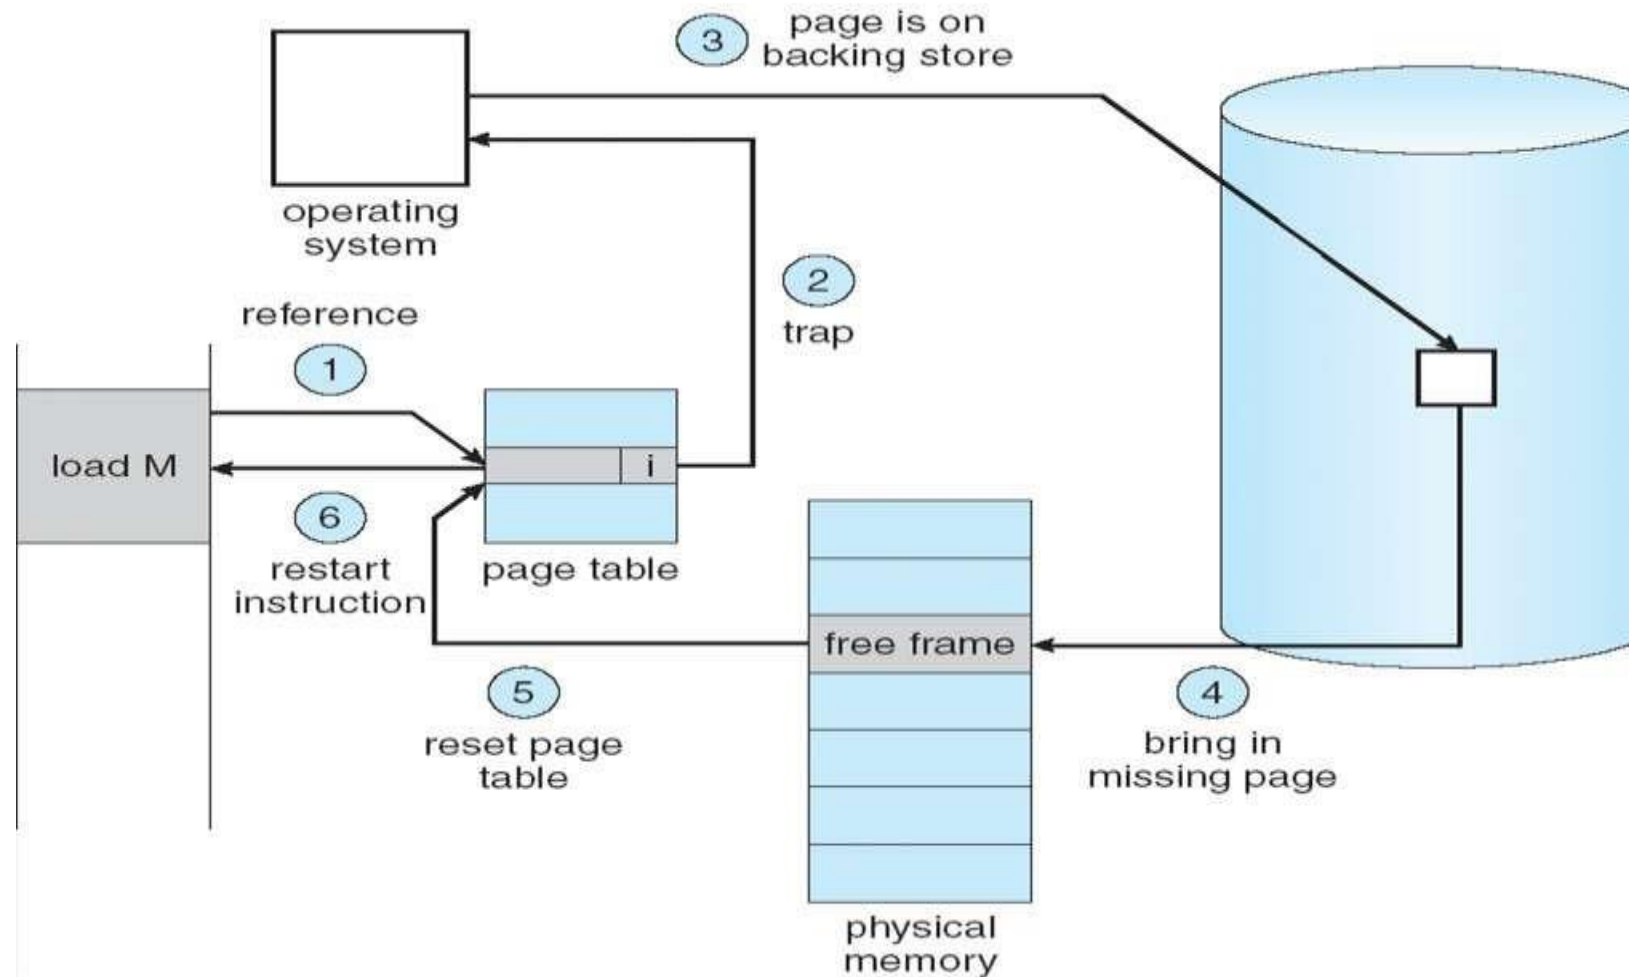 3
page is on
backing store
operating
system
2
trap
reference
1
load M
i
6
restart
instruction
page table
free frame
5
reset page
table
4
bring in
missing page
physical
memory